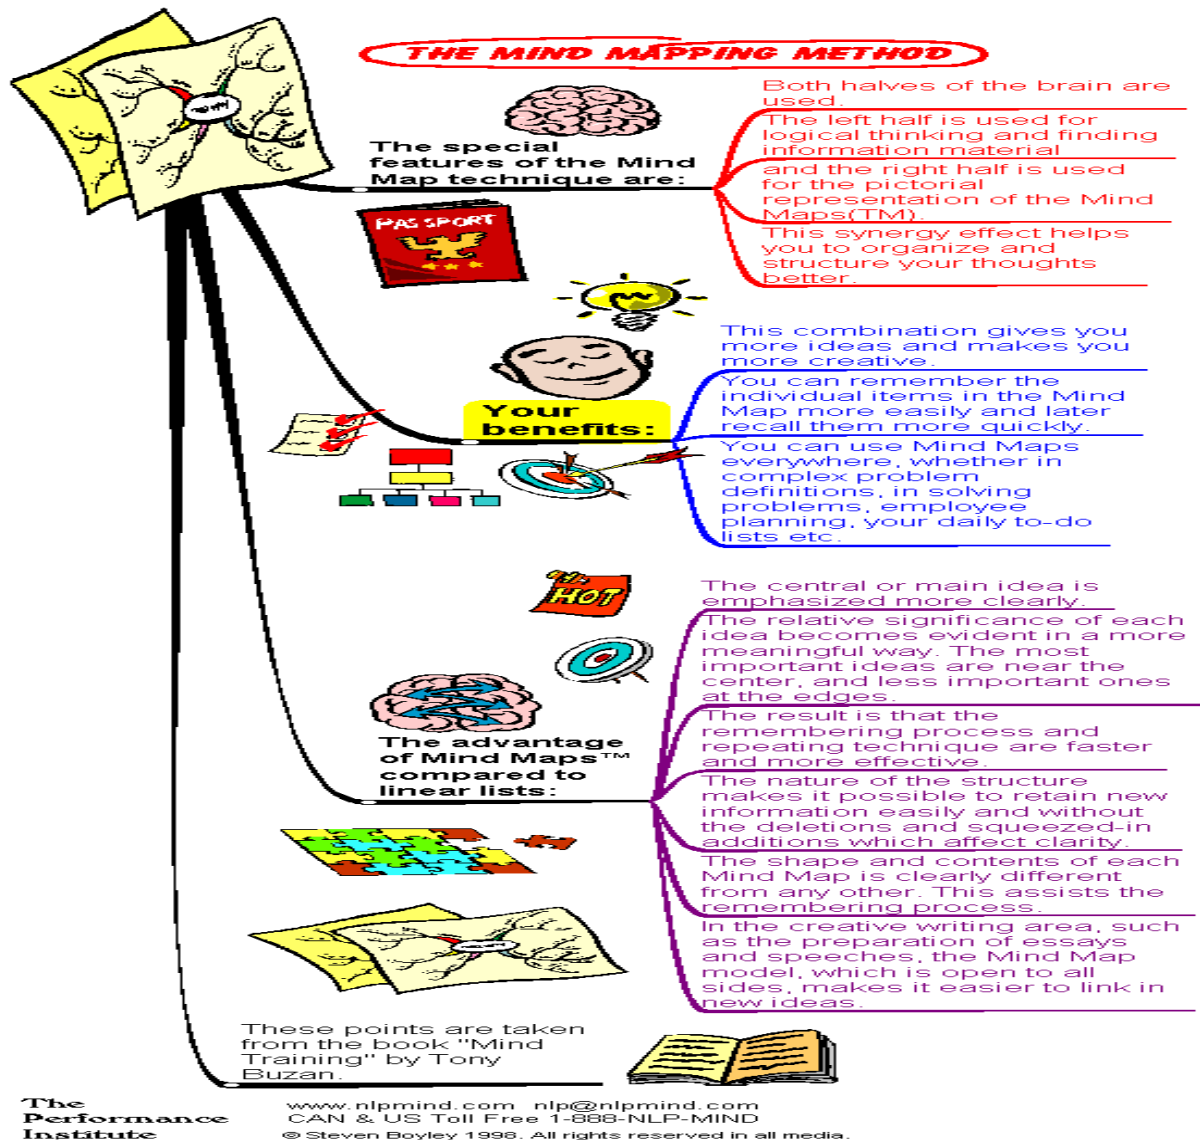 THE MIND MAPPING METHOD
The special
features of the Mind
Map technique are:
Both halves of the brain are
used.
The left half is used for
logical thinking and finding
information material
and the right half is used
for the pictorial
representation of the Mind
Maps(TM).
This synergy effect helps
you to organize and
structure your thoughts
better.
PASSPORT
Your
benefits:
This combination gives you
more ideas and makes you
more creative.
You can remember the
individual items in the Mind
Map more easily and later
recall them more quickly.
You can use Mind Maps
everywhere, whether in
complex problem
definitions, in solving
problems, employee
planning, your daily to-do
lists etc.
HOT
The advantage
of Mind Maps™
compared to
linear lists:
The central or main idea is
emphasized more clearly.
The relative significance of each
idea becomes evident in a more
meaningful way. The most
important ideas are near the
center, and less important ones
at the edges.
The result is that the
remembering process and
repeating technique are faster
and more effective.
The nature of the structure
makes it possible to retain new
information easily and without
the deletions and squeezed-in
additions which affect clarity.
The shape and contents of each
Mind Map is clearly different
from any other. This assists the
remembering process.
In the creative writing area, such
as the preparation of essays
and speeches, the Mind Map
model, which is open to all
sides, makes it easier to link in
new ideas.
These points are taken
from the book "Mind
Training" by Tony
Buzan.
The
Performance
Institute
www.nlpmind.com nlp@nlpmind.com
CAN & US Toll Free 1-888-NLP-MIND
© Steven Boyley 1998. All rights reserved in all media.